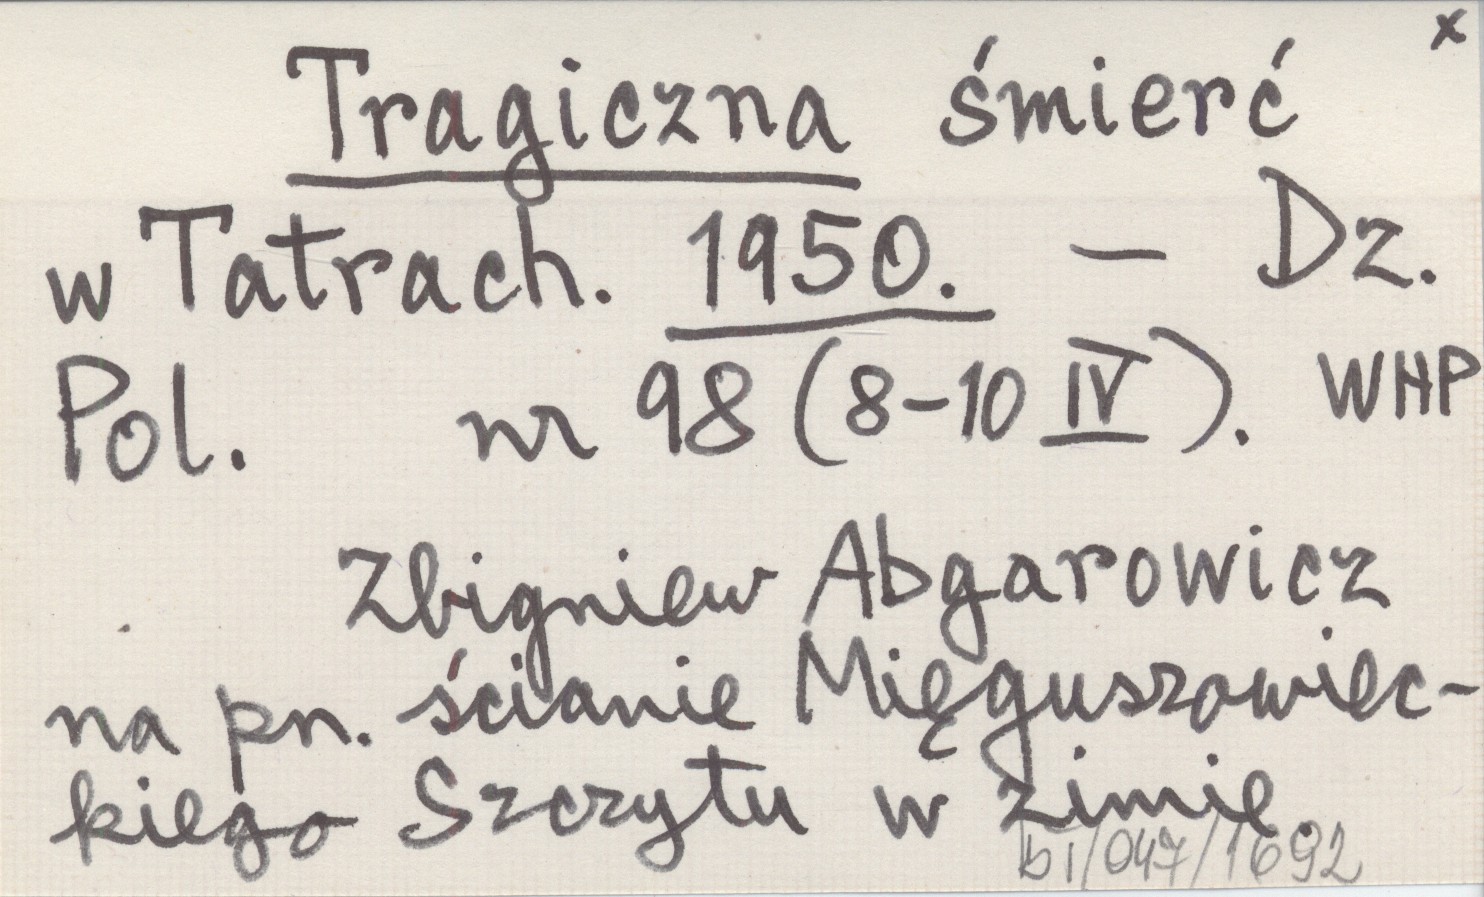 x
Tragiczna śmierć
w Tatrach. 1950. — Dz.
Pol. nr 98 (8-10 IV). WHP
Zbigniew Abgarowicz
na pn. ścianie Mięguszowiec-
kiego Szczytu w zimie.
bi/047/1692